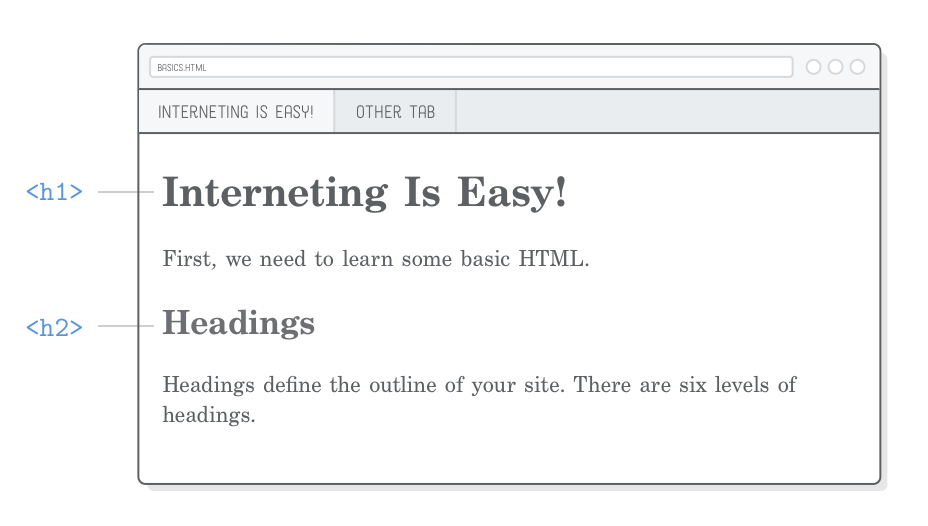 BASICS.HTML
INTERNETING IS EASY! OTHER TAB
<h1> Interneting Is Easy!
First, we need to learn some basic HTML.
<h2> Headings
Headings define the outline of your site. There are six levels of
headings.